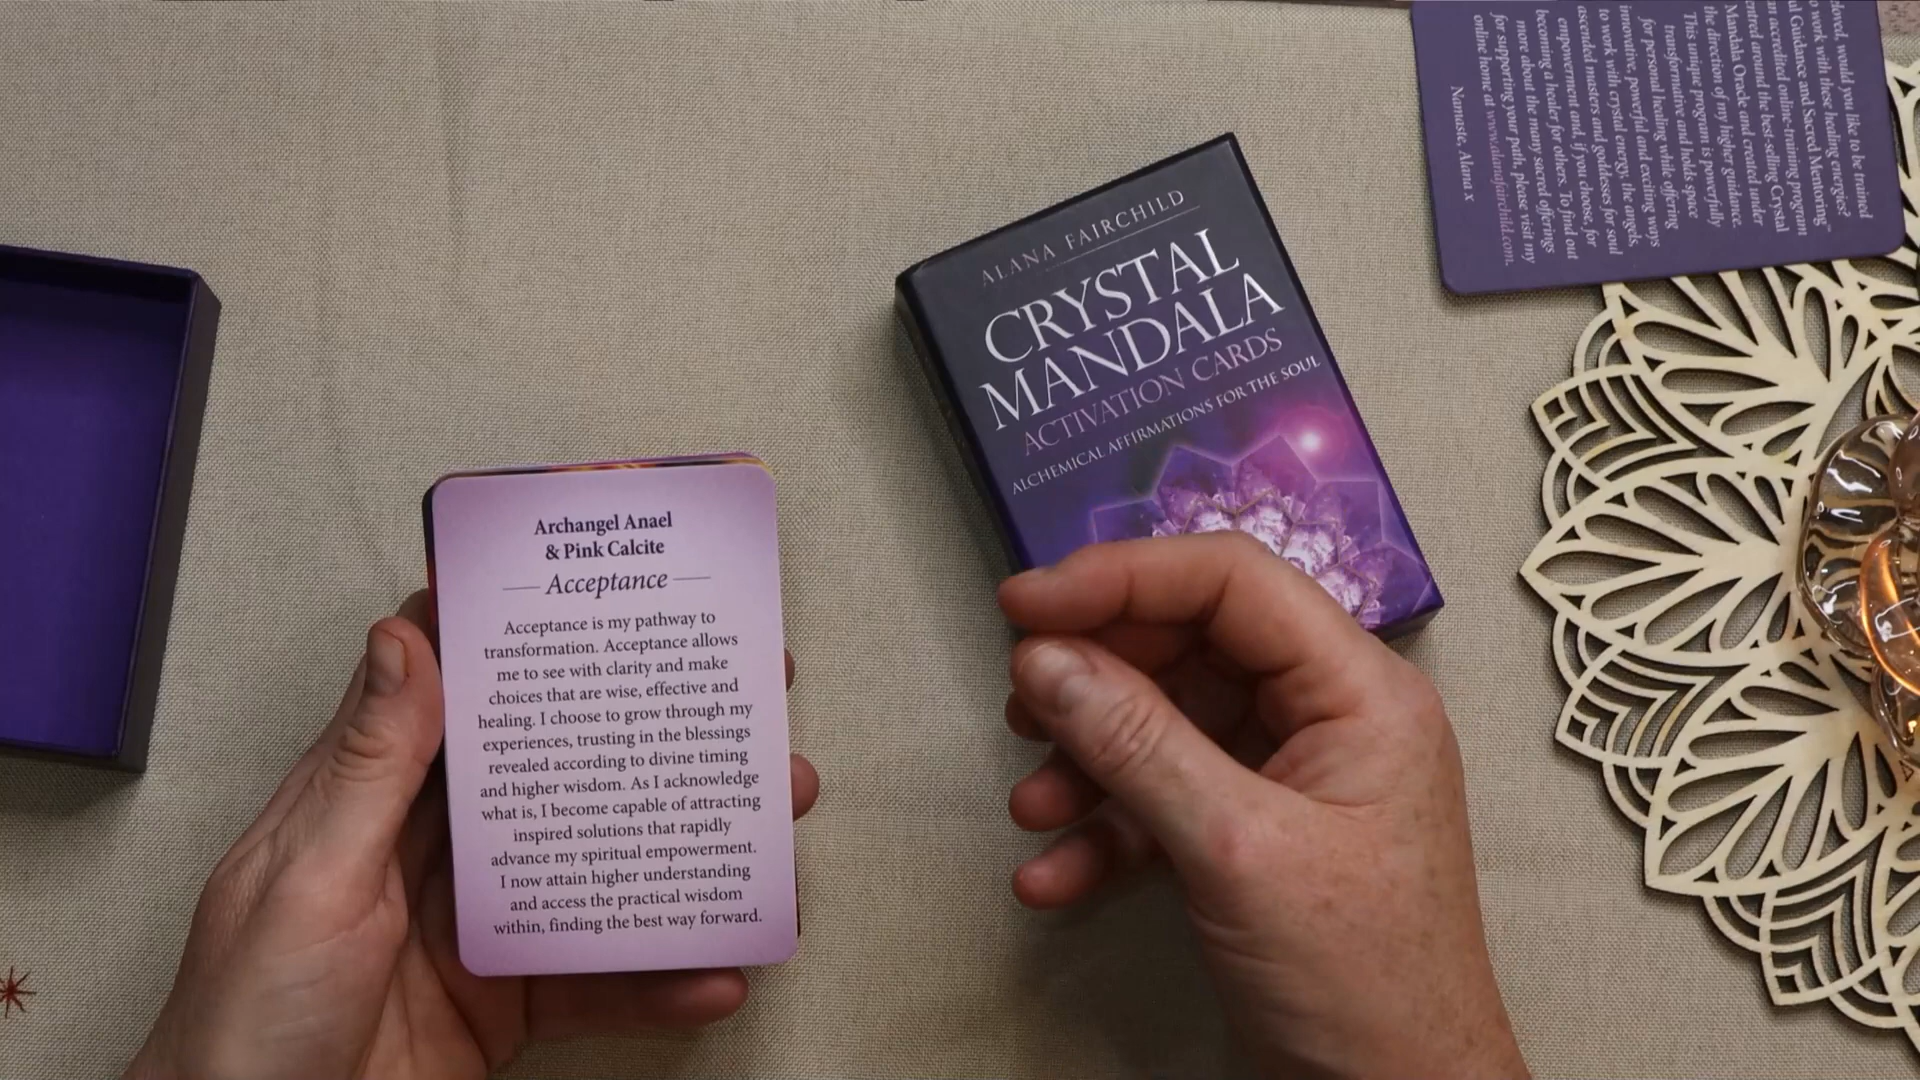 Archangel Anael
& Pink Calcite
Acceptance
Acceptance is my pathway to
transformation. Acceptance allows
me to see with clarity and make
choices that are wise, effective and
healing. I choose to grow through my
experiences, trusting in the blessings
revealed according to divine timing
and higher wisdom. As I acknowledge
what is, I become capable of attracting
inspired solutions that rapidly
advance my spiritual empowerment.
I now attain higher understanding
and access the practical wisdom
within, finding the best way forward.
ALANA FAIRCHILD
CRYSTAL
MANDALA
ACTIVATION CARDS
ALCHEMICAL AFFIRMATIONS FOR THE SOUL
would you like to be trained
work with these healing energies?
Guidance and Sacred Mentoring™
an accredited online-training program
around the best-selling Crystal
Mandala Oracle and created under
the direction of my higher guidance.
This unique program is powerfully
transformative and holds space
for personal healing while offering
innovative, powerful and exciting ways
to work with crystal energy, the angels,
ascended masters and goddesses for soul
empowerment and, if you choose, for
becoming a healer for others. To find out
more about the many sacred offerings
for supporting your path, please visit my
online home at www.alanafairchild.com.
Namaste, Alana x